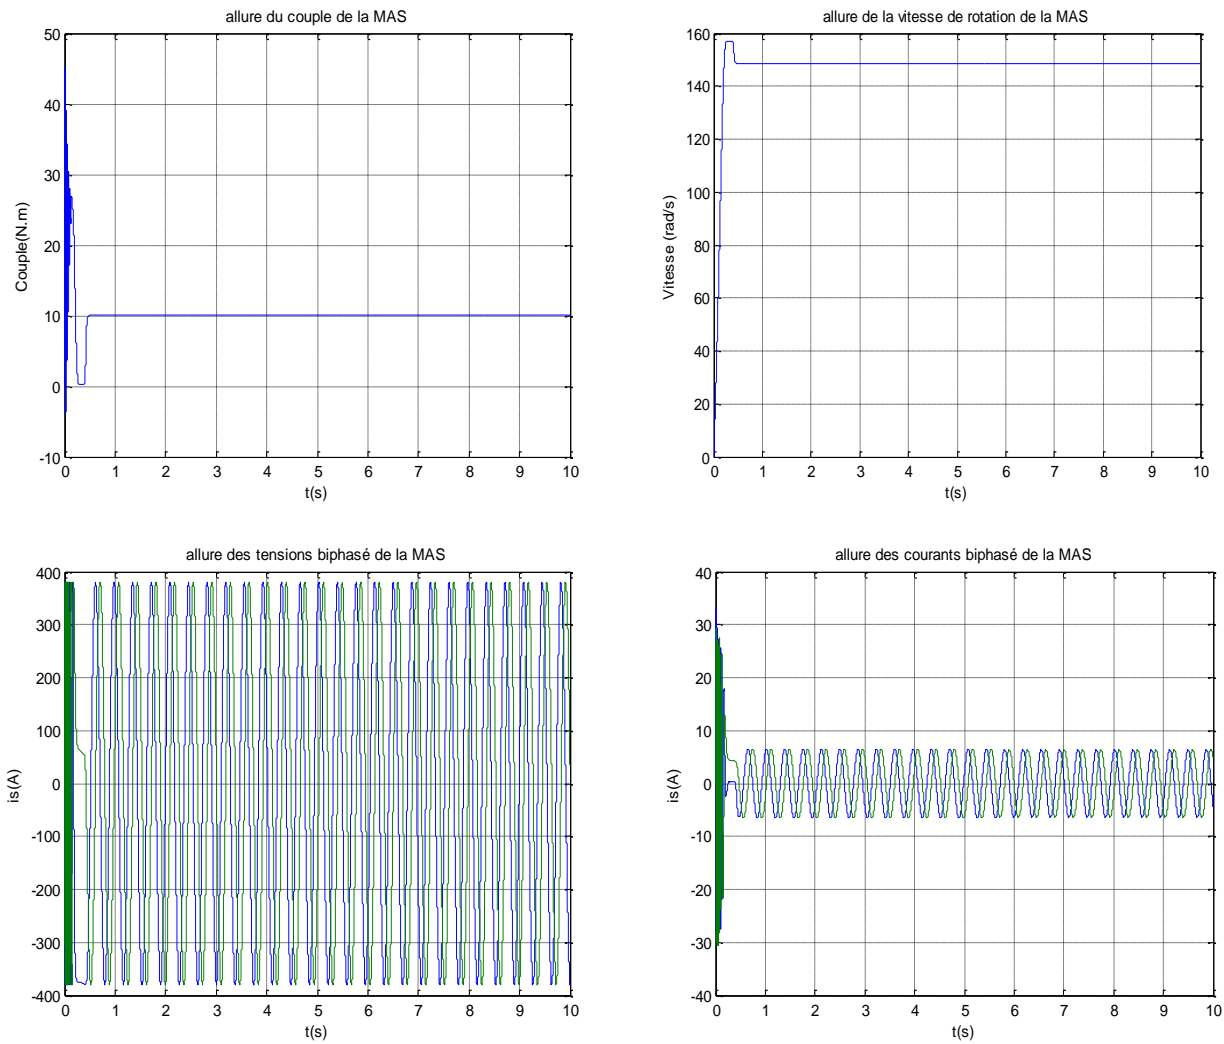 allure du couple de la MAS
50
40
30
20
10
0
-10
Couple(N.m)
0 1 2 3 4 5 6 7 8 9 10
t(s)
allure de la vitesse de rotation de la MAS
160
140
120
100
80
60
40
20
0
Vitesse (rad/s)
0 1 2 3 4 5 6 7 8 9 10
t(s)
allure des tensions biphasé de la MAS
400
300
200
100
0
-100
-200
-300
-400
is(A)
0 1 2 3 4 5 6 7 8 9 10
t(s)
allure des courants biphasé de la MAS
40
30
20
10
0
-10
-20
-30
-40
is(A)
0 1 2 3 4 5 6 7 8 9 10
t(s)